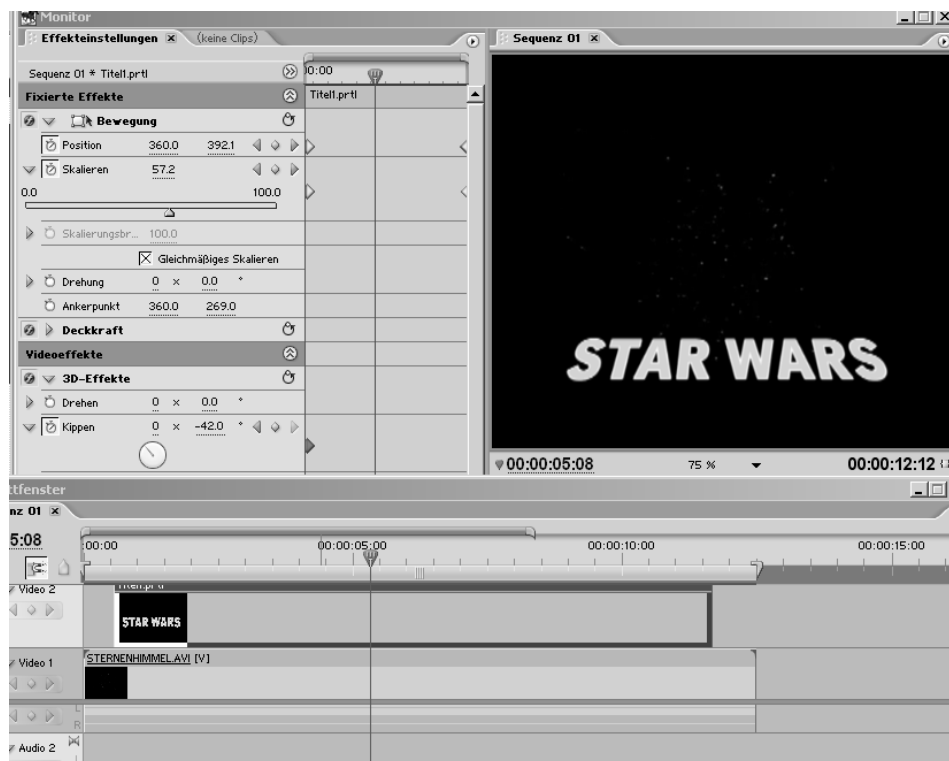 Monitor
Effekteinstellungen (keine Clips)
Sequenz 01
Sequenz 01 * Titel1.prtl
:00:00
Fixierte Effekte
Titel1.prtl
Bewegung
Position 360.0 392.1
Skalieren 57.2
0.0 100.0
Skalierungsbr... 100.0
Gleichmäßiges Skalieren
Drehung 0 x 0.0 °
Ankerpunkt 360.0 269.0
Deckkraft
Videoeffekte
3D-Effekte
Drehen 0 x 0.0 °
Kippen 0 x -42.0 °
STAR WARS
00:00:05:08 75 % 00:00:12:12
ttfenster
nz 01
5:08
:00:00 00:00:05:00 00:00:10:00 00:00:15:00
Video 2
Titel1.prtl
STAR WARS
Video 1
STERNENHIMMEL.AVI [V]
L
R
Audio 2